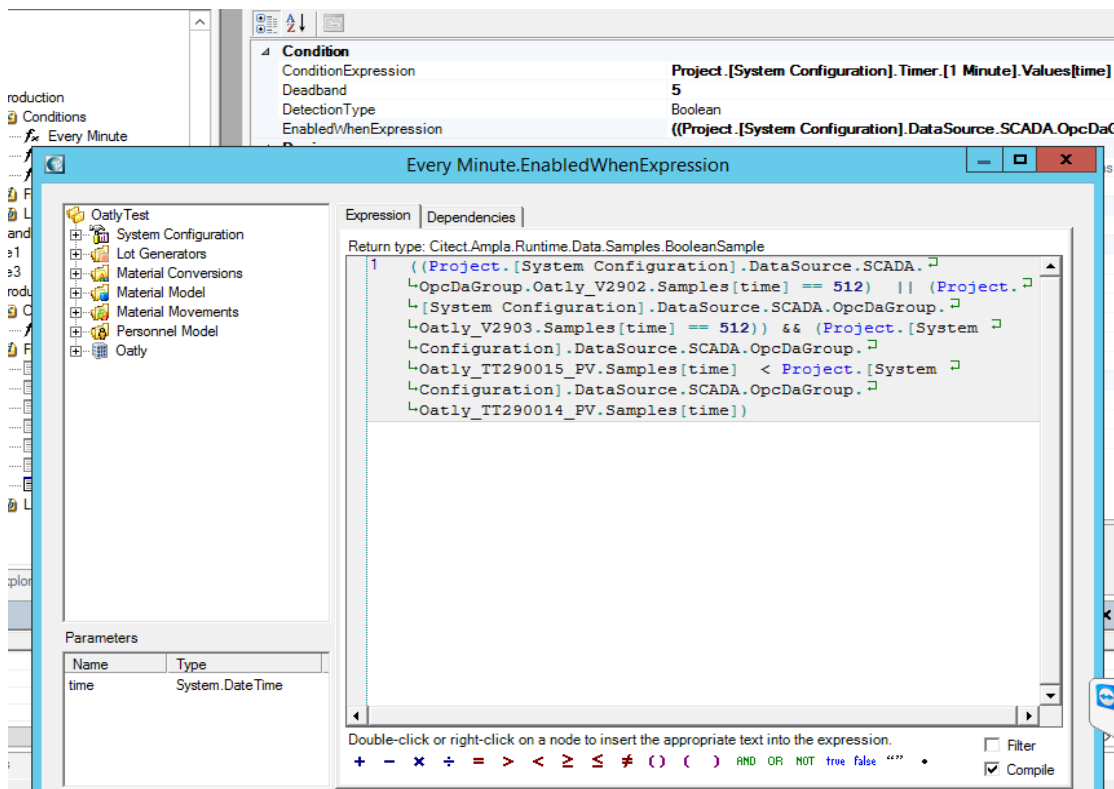 Condition
ConditionExpression Project.[System Configuration].Timer.[1 Minute].Values[time]
Deadband 5
DetectionType Boolean
EnabledWhenExpression ((Project.[System Configuration].DataSource.SCADA.OpcDaG
roduction
Conditions
Every Minute
Every Minute.EnabledWhenExpression
OatlyTest
System Configuration
Lot Generators
Material Conversions
Material Model
Material Movements
Personnel Model
Oatly
Expression Dependencies
Return type: Citect.Ampla.Runtime.Data.Samples.BooleanSample
1 ((Project.[System Configuration].DataSource.SCADA.
OpcDaGroup.Oatly_V2902.Samples[time] == 512) || (Project.
[System Configuration].DataSource.SCADA.OpcDaGroup.
Oatly_V2903.Samples[time] == 512)) && (Project.[System
Configuration].DataSource.SCADA.OpcDaGroup.
Oatly_TT290015_PV.Samples[time] < Project.[System
Configuration].DataSource.SCADA.OpcDaGroup.
Oatly_TT290014_PV.Samples[time])
Parameters
Name Type
time System.DateTime
Double-click or right-click on a node to insert the appropriate text into the expression.
+ − × ÷ = > < ≥ ≤ ≠ () ( ) AND OR NOT true false “” •
Filter
Compile